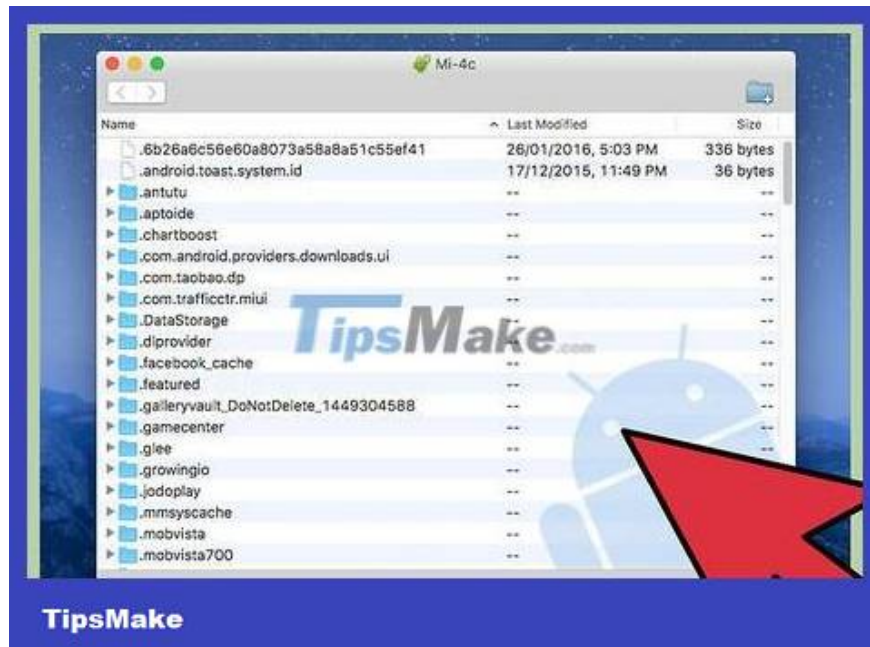 Mi-4c
Name Last Modified Size
.6b26a6c56e60a8073a58a8a51c55ef41 26/01/2016, 5:03 PM 336 bytes
.android.toast.system.id 17/12/2015, 11:49 PM 36 bytes
.antutu -- --
.aptoide -- --
.chartboost -- --
.com.android.providers.downloads.ui -- --
.com.taobao.dp -- --
.com.trafficctr.miui -- --
.DataStorage -- --
.dlprovider -- --
.facebook_cache -- --
.featured -- --
.galleryvault_DoNotDelete_1449304588 -- --
.gamecenter -- --
.glee -- --
.growingio -- --
.jodoplay -- --
.mmsyscache -- --
.mobvista -- --
.mobvista700 -- --
TipsMake.com
TipsMake